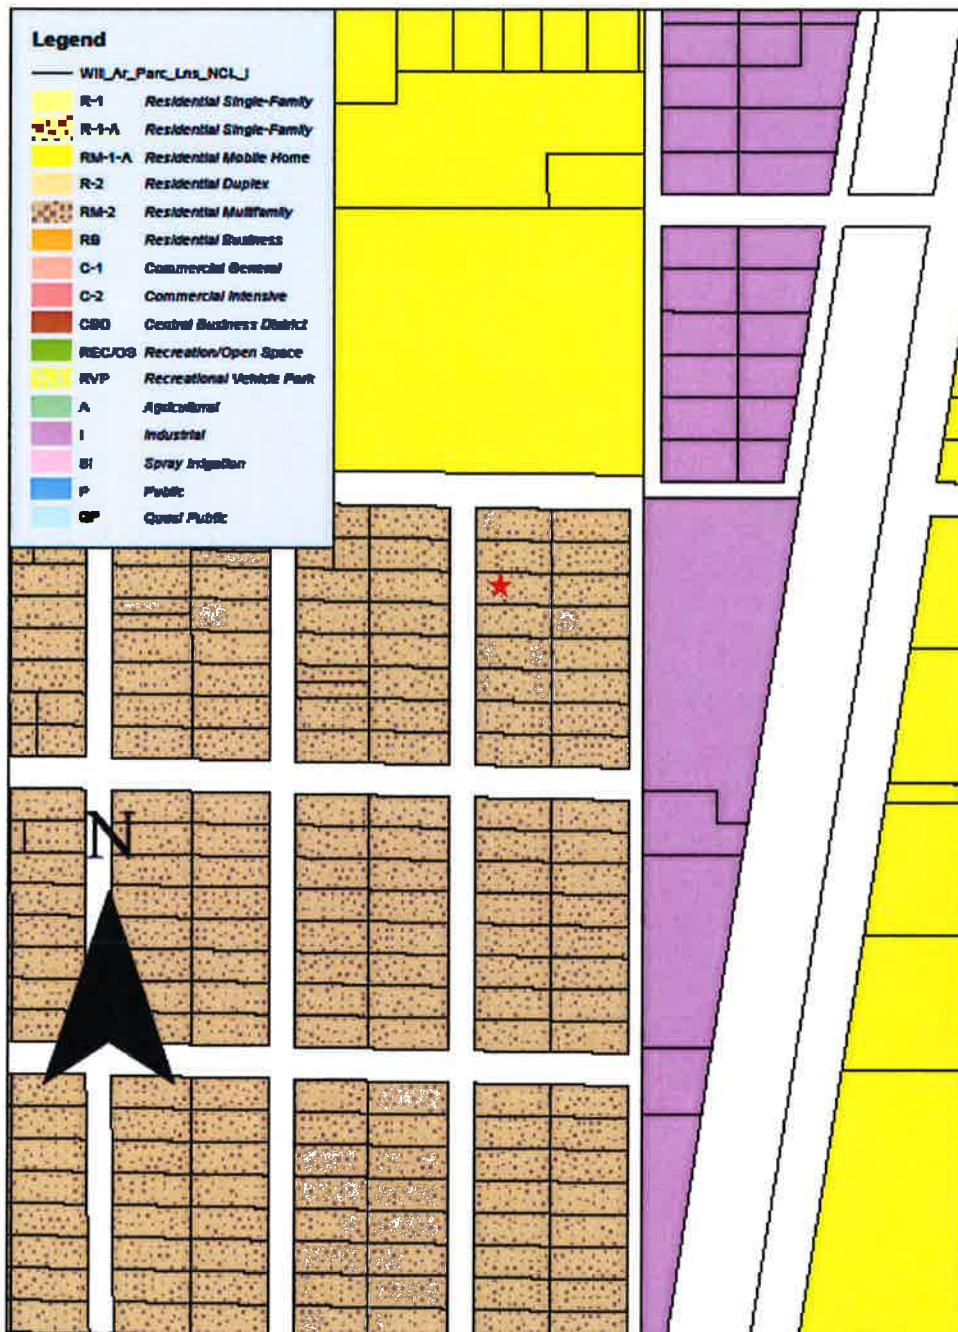 Legend
Will_Ar_Parc_Lns_NCL_I
R-1 Residential Single-Family
R-1-A Residential Single-Family
RM-1-A Residential Mobile Home
R-2 Residential Duplex
RM-2 Residential Multifamily
RB Residential Business
C-1 Commercial General
C-2 Commercial Intensive
CBD Central Business District
REC/OS Recreation/Open Space
RVP Recreational Vehicle Park
A Agricultural
I Industrial
SI Spray Irrigation
P Public
QP Quasi Public
N